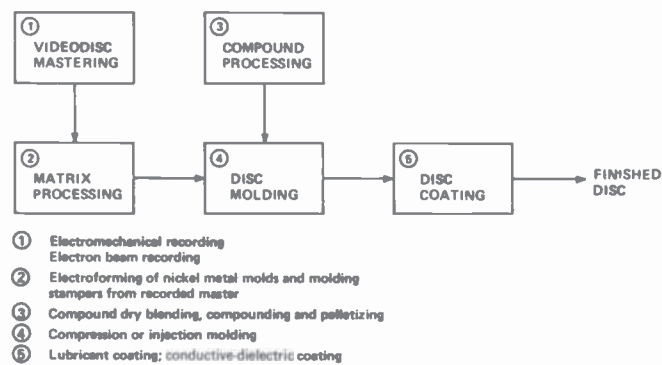 ① VIDEODISC
MASTERING
③ COMPOUND
PROCESSING
② MATRIX
PROCESSING
④ DISC
MOLDING
⑤ DISC
COATING
FINISHED
DISC
① Electromechanical recording
Electron beam recording
② Electroforming of nickel metal molds and molding
stampers from recorded master
③ Compound dry blending, compounding and pelletizing
④ Compression or injection molding
⑤ Lubricant coating; conductive-dielectric coating